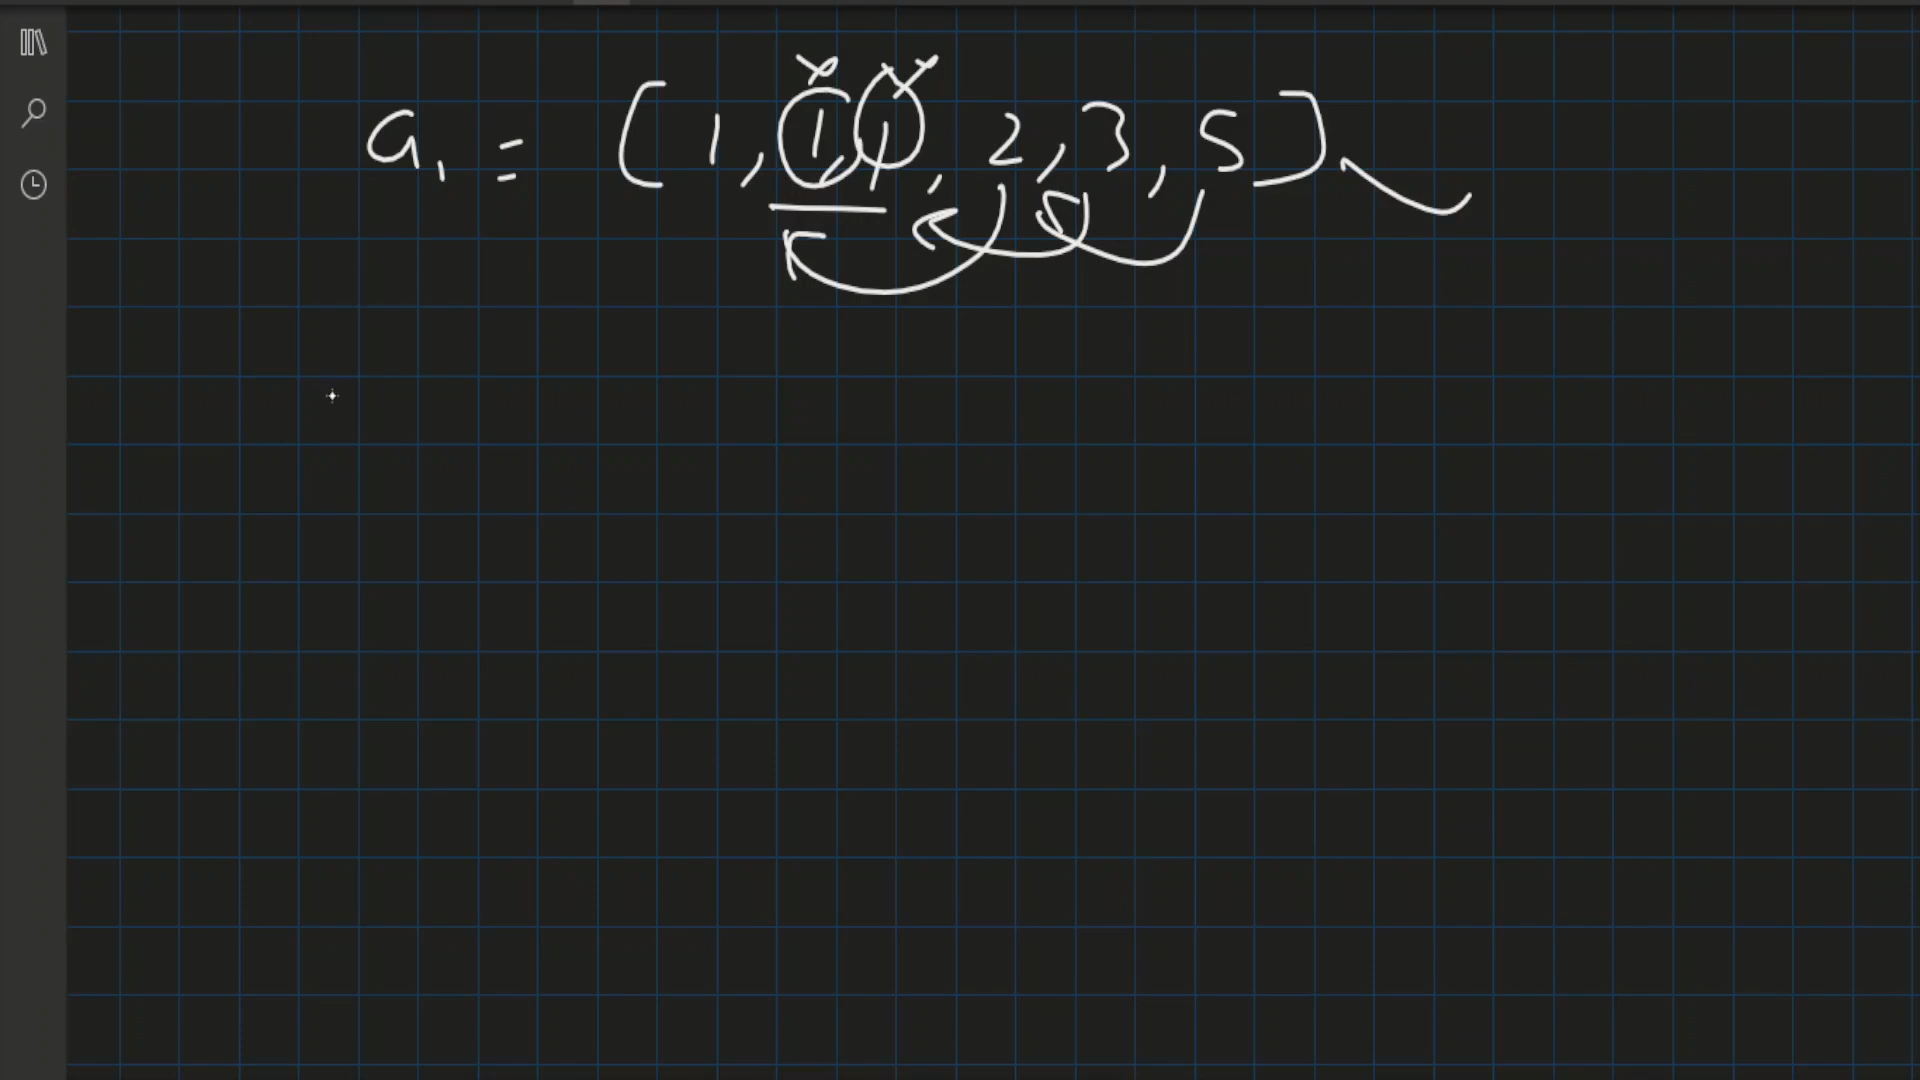 a₁ = [1, 1, 1, 2, 3, 5]